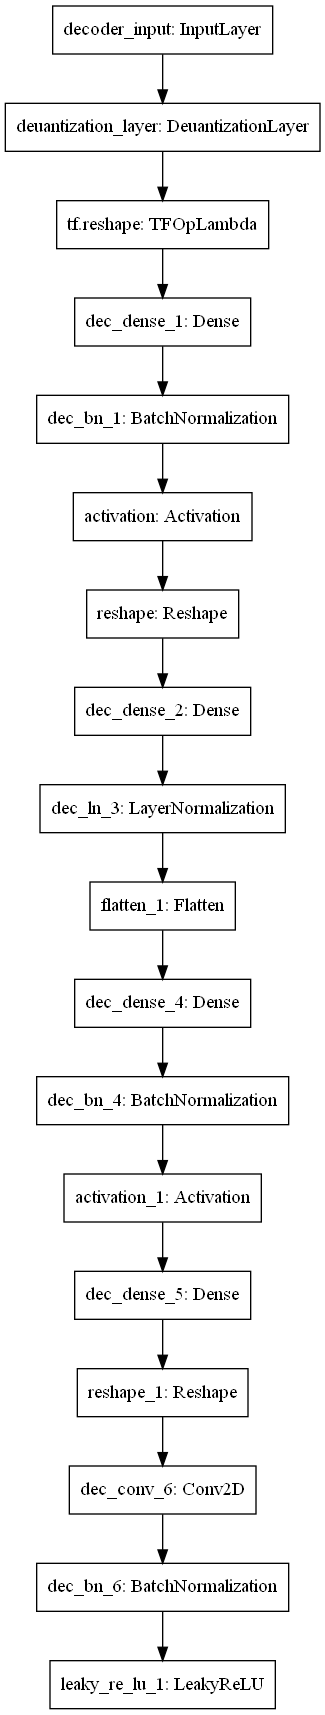 decoder_input: InputLayer
deuantization_layer: DeuantizationLayer
tf.reshape: TFOpLambda
dec_dense_1: Dense
dec_bn_1: BatchNormalization
activation: Activation
reshape: Reshape
dec_dense_2: Dense
dec_ln_3: LayerNormalization
flatten_1: Flatten
dec_dense_4: Dense
dec_bn_4: BatchNormalization
activation_1: Activation
dec_dense_5: Dense
reshape_1: Reshape
dec_conv_6: Conv2D
dec_bn_6: BatchNormalization
leaky_re_lu_1: LeakyReLU